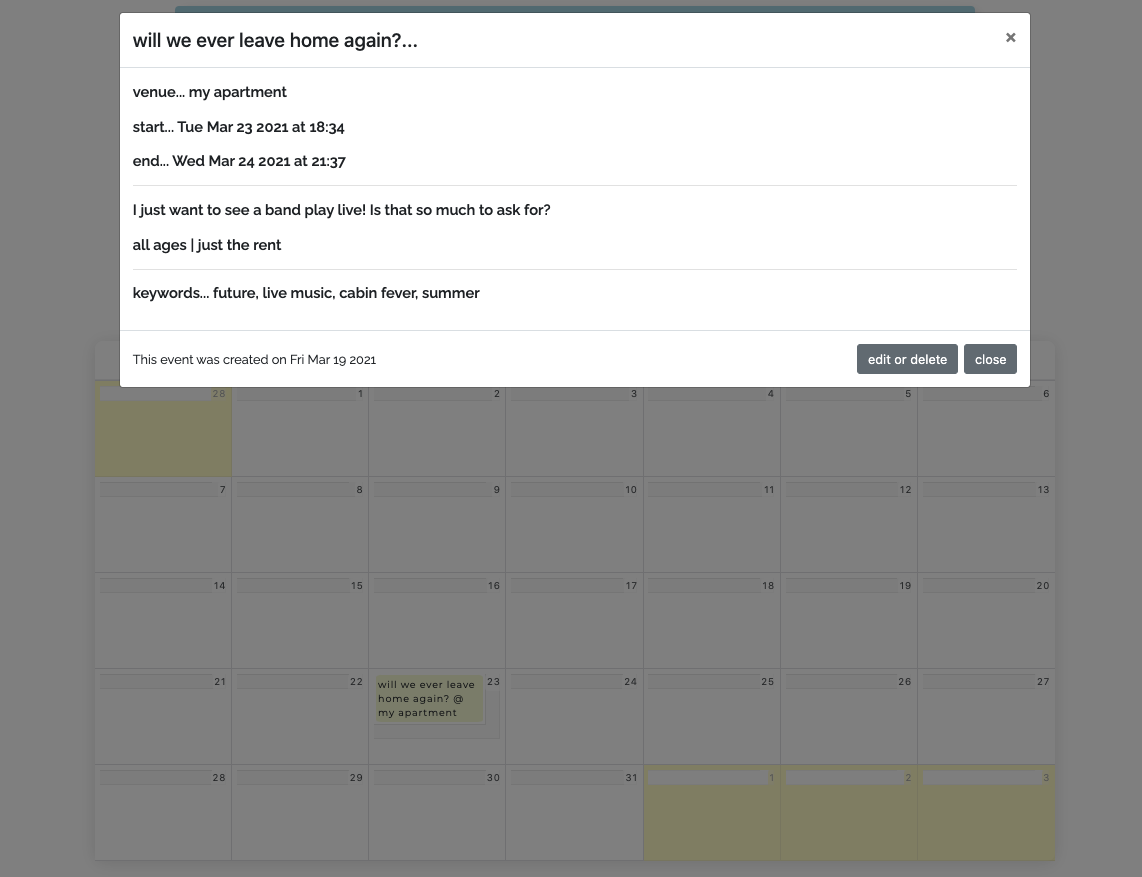 will we ever leave home again?...
×
venue... my apartment
start... Tue Mar 23 2021 at 18:34
end... Wed Mar 24 2021 at 21:37
I just want to see a band play live! Is that so much to ask for?
all ages | just the rent
keywords... future, live music, cabin fever, summer
This event was created on Fri Mar 19 2021
edit or delete
close
28 1 2 3 4 5 6
7 8 9 10 11 12 13
14 15 16 17 18 19 20
21 22 23 24 25 26 27
will we ever leave
home again? @
my apartment
28 29 30 31 1 2 3